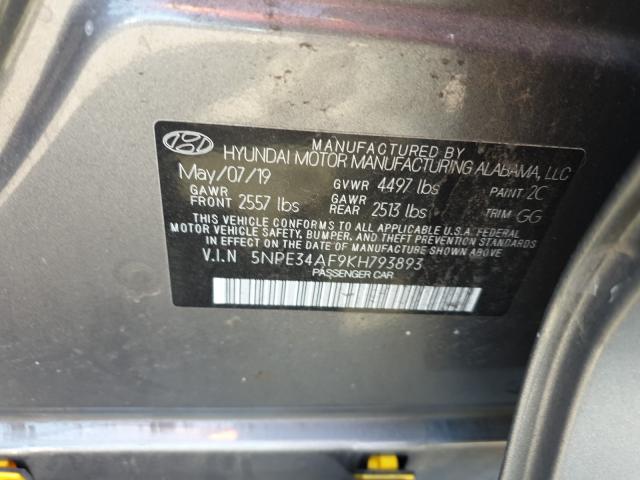 MANUFACTURED BY
HYUNDAI MOTOR MANUFACTURING ALABAMA, LLC
May/07/19 GVWR 4497 lbs PAINT 2C
GAWR FRONT 2557 lbs GAWR REAR 2513 lbs TRIM GG
THIS VEHICLE CONFORMS TO ALL APPLICABLE U.S.A FEDERAL
MOTOR VEHICLE SAFETY, BUMPER, AND THEFT PREVENTION STANDARDS
IN EFFECT ON THE DATE OF MANUFACTURE SHOWN ABOVE
V.I.N 5NPE34AF9KH793893
PASSENGER CAR